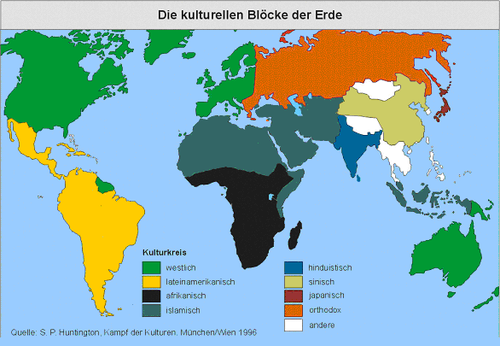 Die kulturellen Blöcke der Erde
Kulturkreis
westlich
lateinamerikanisch
afrikanisch
islamisch
hinduistisch
sinisch
japanisch
orthodox
andere
Quelle: S. P. Huntington, Kampf der Kulturen. München/Wien 1996